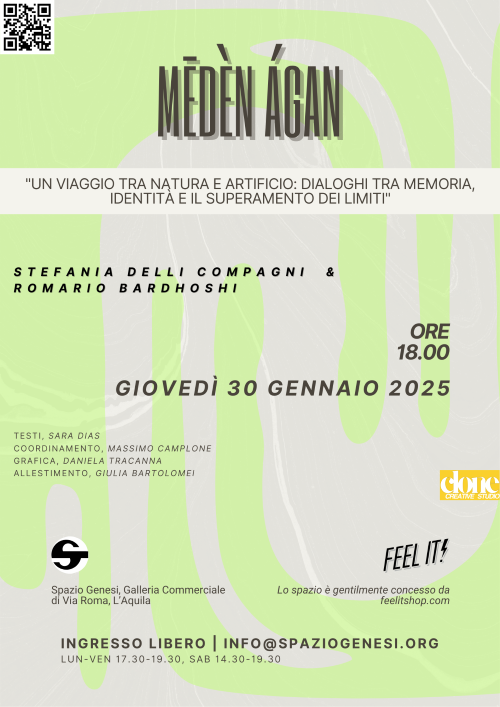 MĒDÈN ÁGAN
"UN VIAGGIO TRA NATURA E ARTIFICIO: DIALOGHI TRA MEMORIA,
IDENTITÀ E IL SUPERAMENTO DEI LIMITI"
STEFANIA DELLI COMPAGNI &
ROMARIO BARDHOSHI
ORE
18.00
GIOVEDÌ 30 GENNAIO 2025
TESTI, SARA DIAS
COORDINAMENTO, MASSIMO CAMPLONE
GRAFICA, DANIELA TRACANNA
ALLESTIMENTO, GIULIA BARTOLOMEI
clone
CREATIVE STUDIO
FEEL IT!
Spazio Genesi, Galleria Commerciale
di Via Roma, L'Aquila
Lo spazio è gentilmente concesso da
feelitshop.com
INGRESSO LIBERO | INFO@SPAZIOGENESI.ORG
LUN-VEN 17.30-19.30, SAB 14.30-19.30